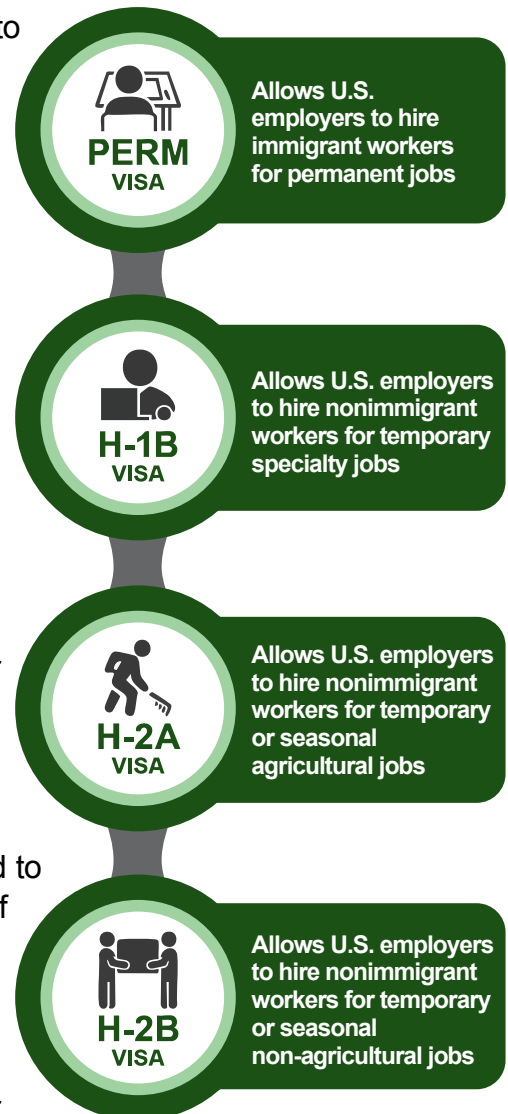 to
PERM
VISA
Allows U.S.
employers to hire
immigrant workers
for permanent jobs
H-1B
VISA
Allows U.S. employers
to hire nonimmigrant
workers for temporary
specialty jobs
H-2A
VISA
Allows U.S. employers
to hire nonimmigrant
workers for temporary
or seasonal
agricultural jobs
d to
f
H-2B
VISA
Allows U.S. employers
to hire nonimmigrant
workers for temporary
or seasonal
non-agricultural jobs